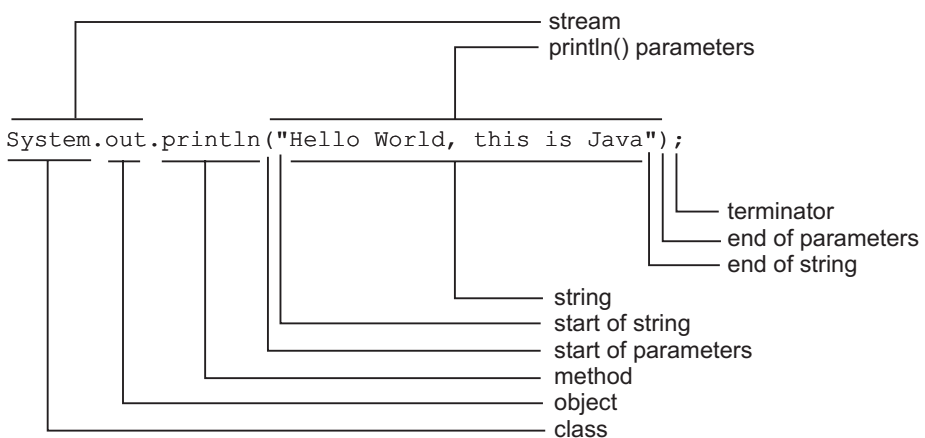 stream
println() parameters
System.out.println("Hello World, this is Java");
terminator
end of parameters
end of string
string
start of string
start of parameters
method
object
class